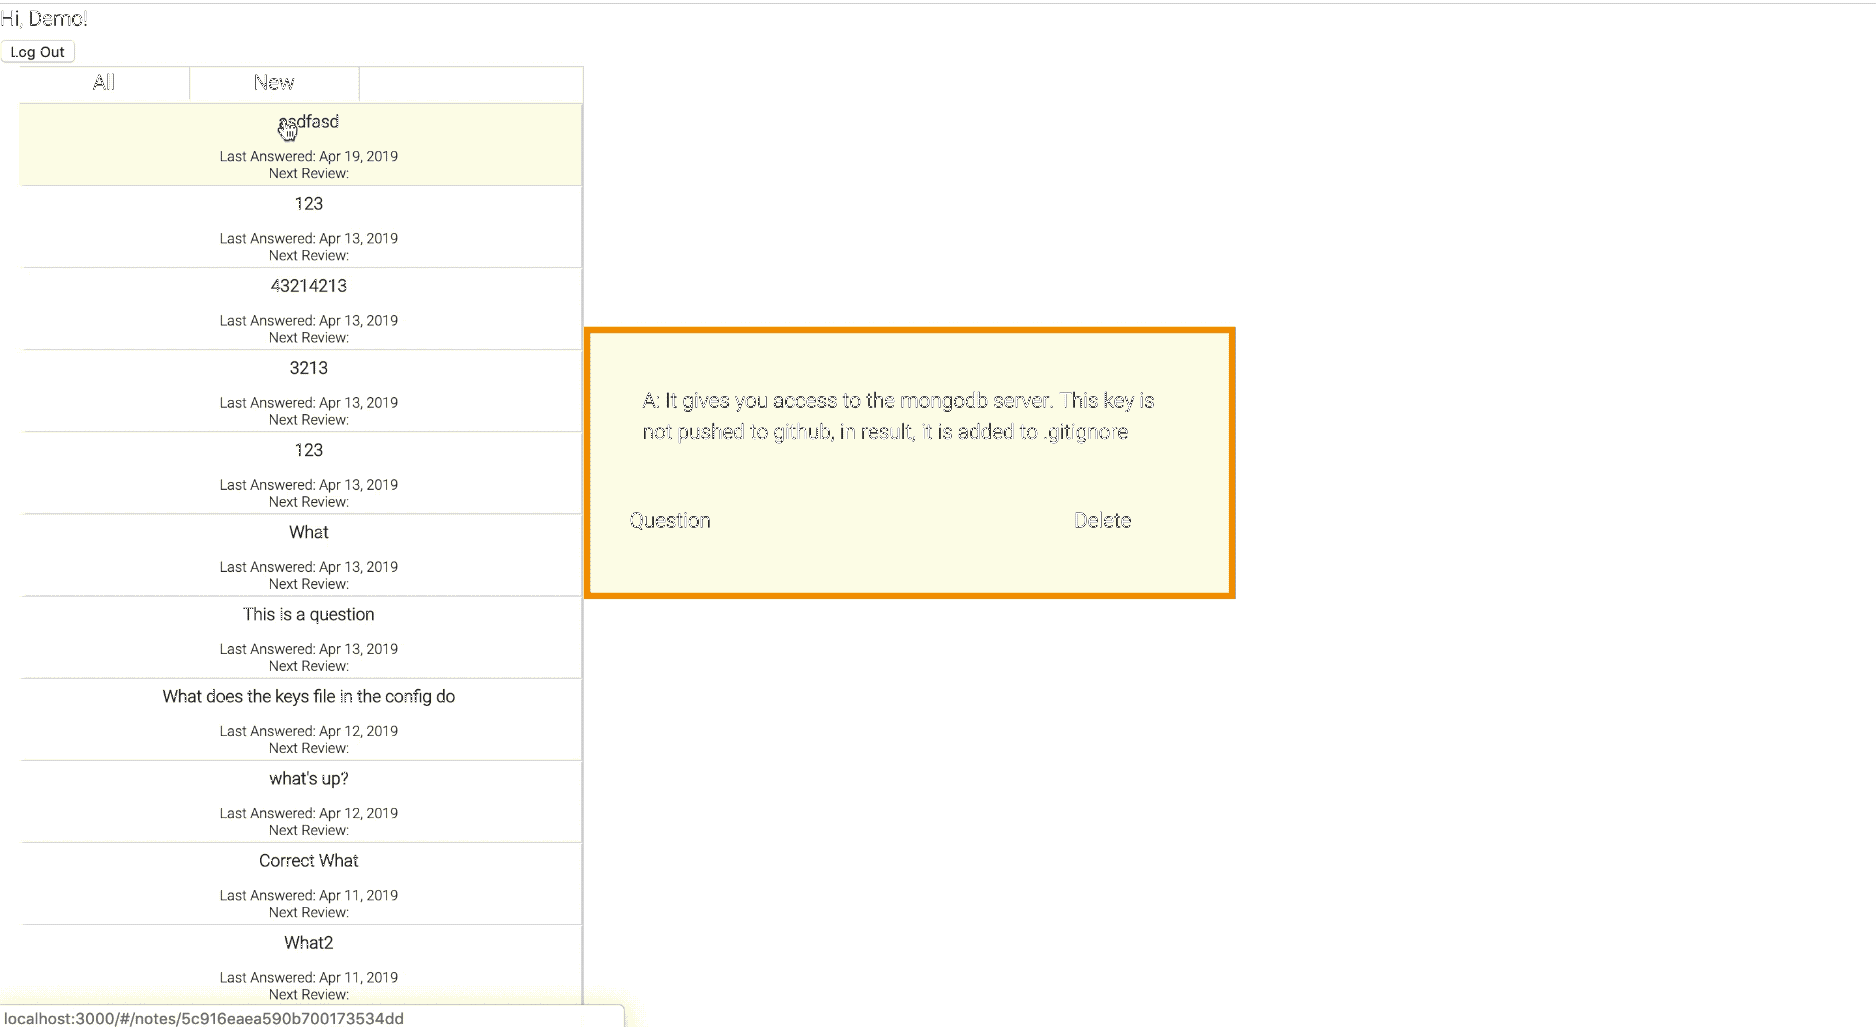 Hi, Demo!
Log Out
All
New
asdfasd
Last Answered: Apr 19, 2019
Next Review:
123
Last Answered: Apr 13, 2019
Next Review:
43214213
Last Answered: Apr 13, 2019
Next Review:
3213
Last Answered: Apr 13, 2019
Next Review:
123
Last Answered: Apr 13, 2019
Next Review:
What
Last Answered: Apr 13, 2019
Next Review:
This is a question
Last Answered: Apr 13, 2019
Next Review:
What does the keys file in the config do
Last Answered: Apr 12, 2019
Next Review:
what's up?
Last Answered: Apr 12, 2019
Next Review:
Correct What
Last Answered: Apr 11, 2019
Next Review:
What2
Last Answered: Apr 11, 2019
Next Review:
A: It gives you access to the mongodb server. This key is
not pushed to github, in result, it is added to .gitignore
Question
Delete
localhost:3000/#/notes/5c916eaea590b700173534dd